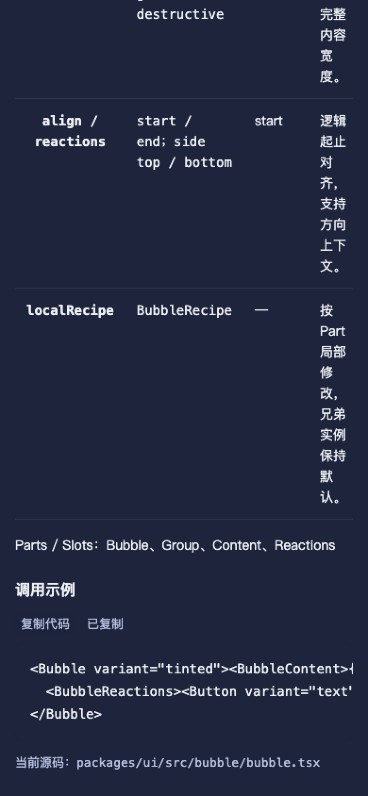 destructive
完整
内容
宽
度。
align /
reactions
start /
end; side
top / bottom
start
逻辑
起止
对
齐，
支持
方向
上下
文。
localRecipe
BubbleRecipe
—
按
Part
局部
修
改，
兄弟
实例
保持
默
认。
Parts / Slots：Bubble、Group、Content、Reactions
调用示例
复制代码 已复制
<Bubble variant="tinted"><BubbleContent>{
<BubbleReactions><Button variant="text"
</Bubble>
当前源码：packages/ui/src/bubble/bubble.tsx